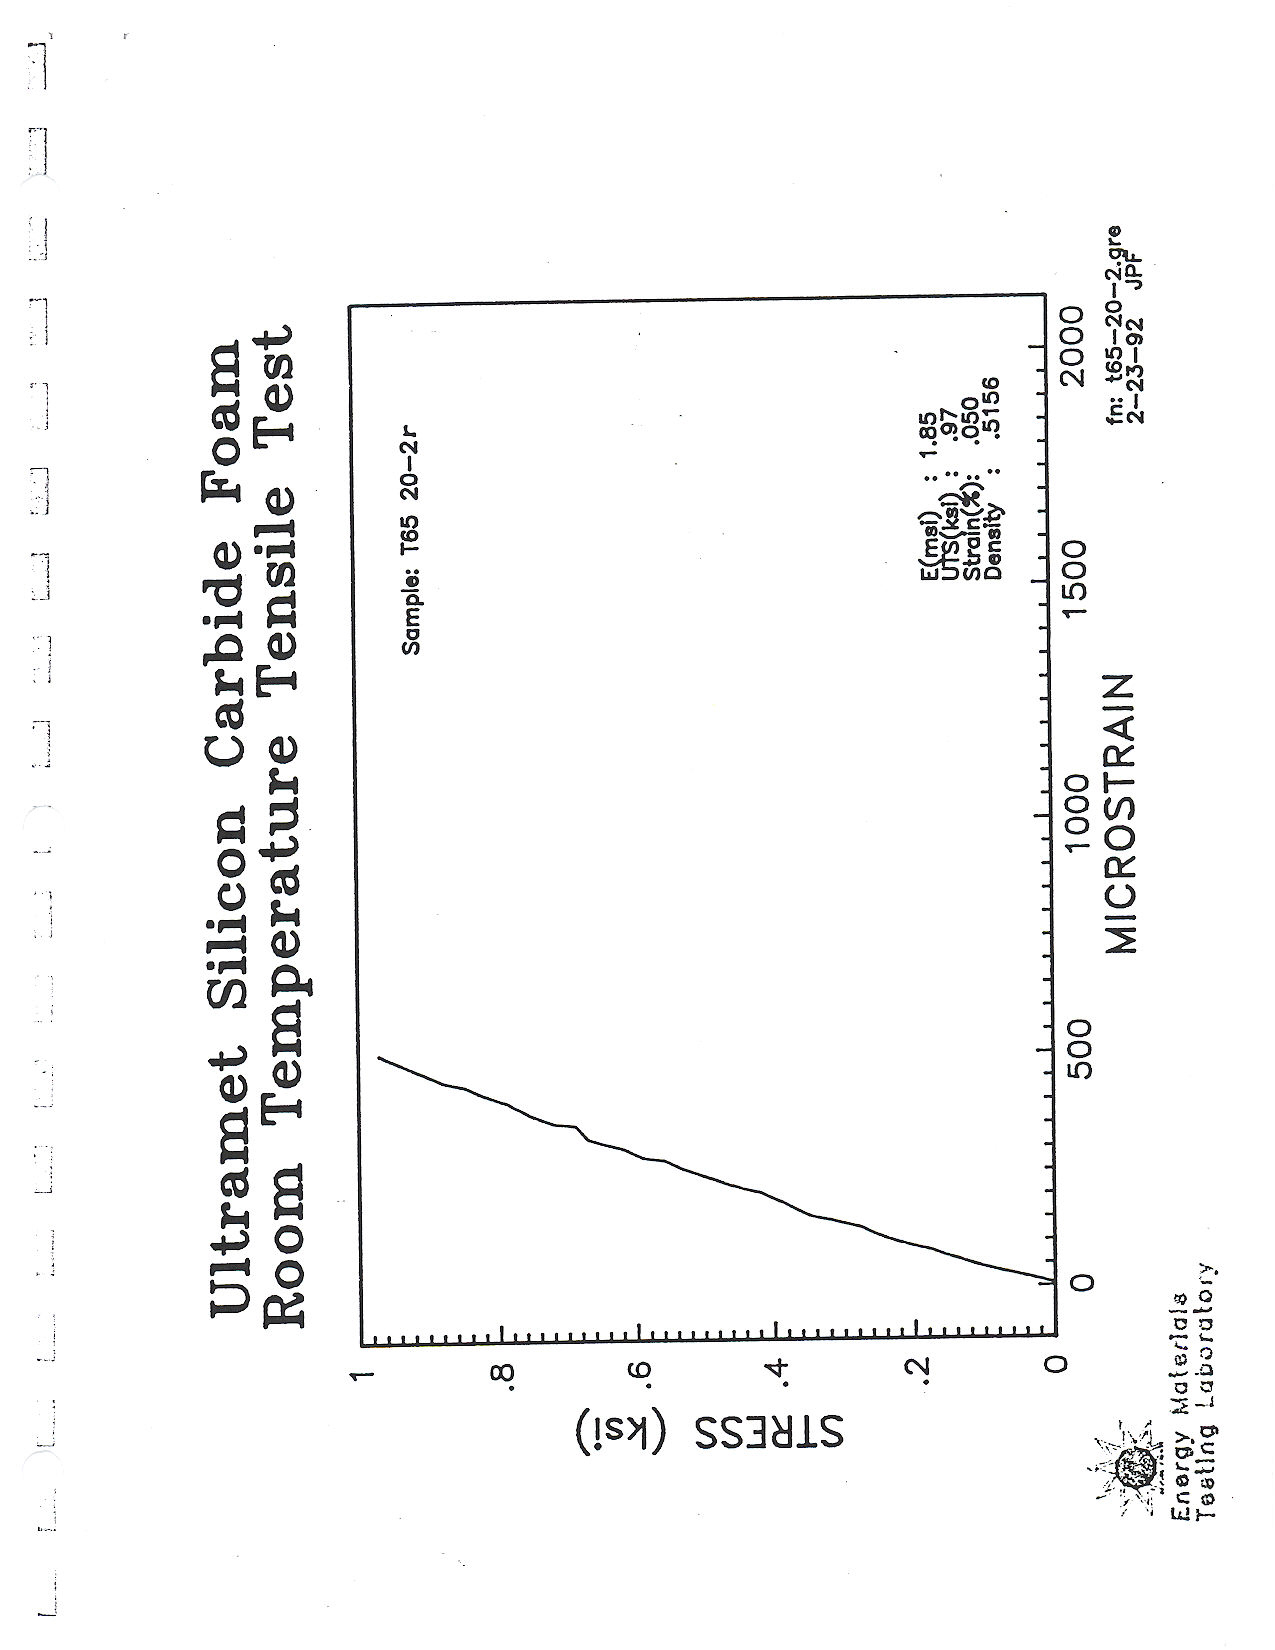 Ultramet Silicon Carbide Foam
Room Temperature Tensile Test
Sample: T65 20-2r
E(msi) : 1.85
UTS(ksi) : .97
Strain(%): .050
Density : .5156
STRESS (ksi)
1
.8
.6
.4
.2
0
0
500
1000
1500
2000
MICROSTRAIN
fn: t65-20-2.gre
2-23-92 JPF
Energy Materials
Testing Laboratory